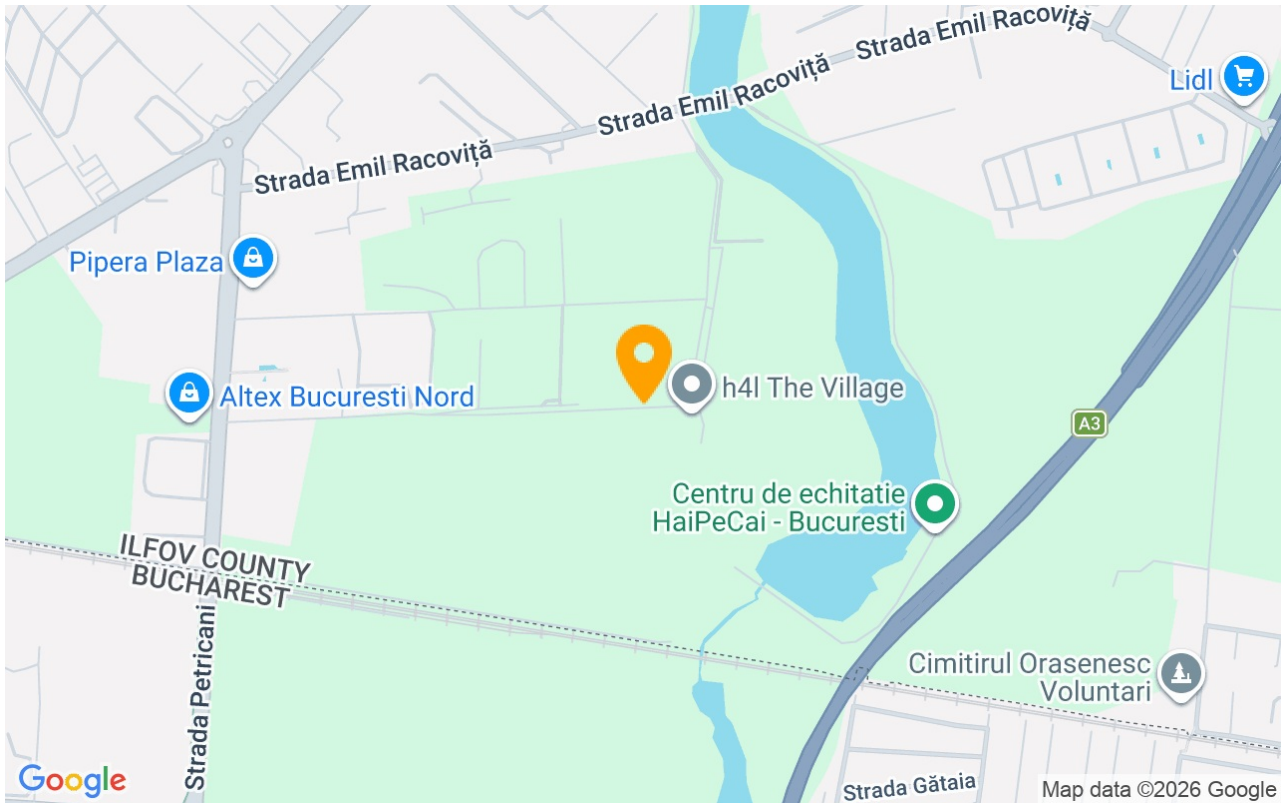 Strada Emil Racoviță
Lidl
Strada Emil Racoviță
Strada Emil Racoviță
Pipera Plaza
Altex Bucuresti Nord
h4l The Village
A3
Centru de echitatie
HaiPeCai - Bucuresti
ILFOV COUNTY
BUCHAREST
Strada Petricani
Cimitirul Orasenesc
Voluntari
Strada Gătaia
Google
Map data ©2026 Google